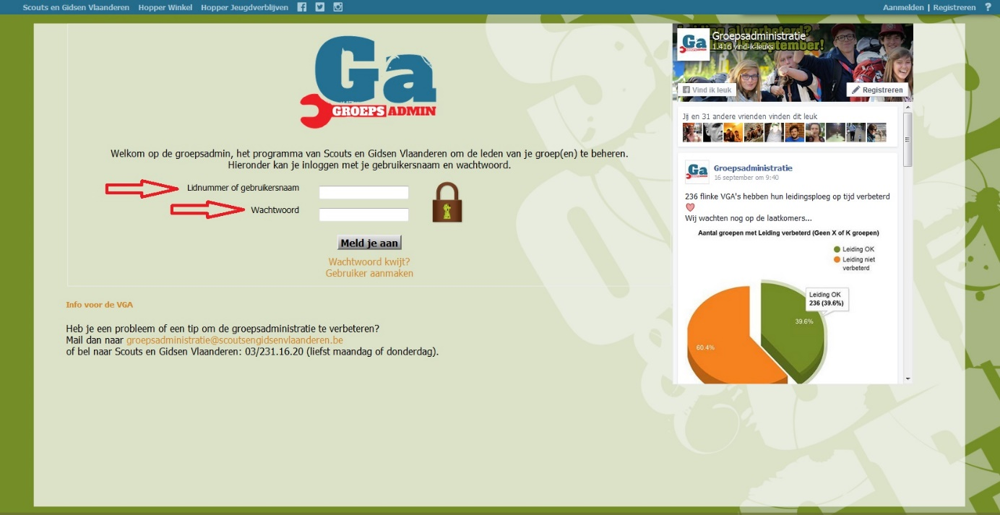 Scouts en Gidsen Vlaanderen Hopper Winkel Hopper Jeugdverblijven
Aanmelden | Registreren ?
Ga
GROEPSADMIN
Welkom op de groepsadmin, het programma van Scouts en Gidsen Vlaanderen om de leden van je groep(en) te beheren.
Hieronder kan je inloggen met je gebruikersnaam en wachtwoord.
Lidnummer of gebruikersnaam
Wachtwoord
Meld je aan
Wachtwoord kwijt?
Gebruiker aanmaken
Info voor de VGA
Heb je een probleem of een tip om de groepsadministratie te verbeteren?
Mail dan naar groepsadministratie@scoutsengidsenvlaanderen.be
of bel naar Scouts en Gidsen Vlaanderen: 03/231.16.20 (liefst maandag of donderdag).
Leiding al verbeterd?
Ga
Groepsadministratie
1.416 vind-ik-leuks
september!
Vind ik leuk
Registreren
Jij en 31 andere vrienden vinden dit leuk
Ga
Groepsadministratie
16 september om 9:40
236 flinke VGA's hebben hun leidingsploeg op tijd verbeterd
Wij wachten nog op de laatkomers...
Aantal groepen met Leiding verbeterd (Geen X of K groepen)
Leiding OK
Leiding niet
verbeterd
Leiding OK
236 (39.6%)
39.6%
60.4%